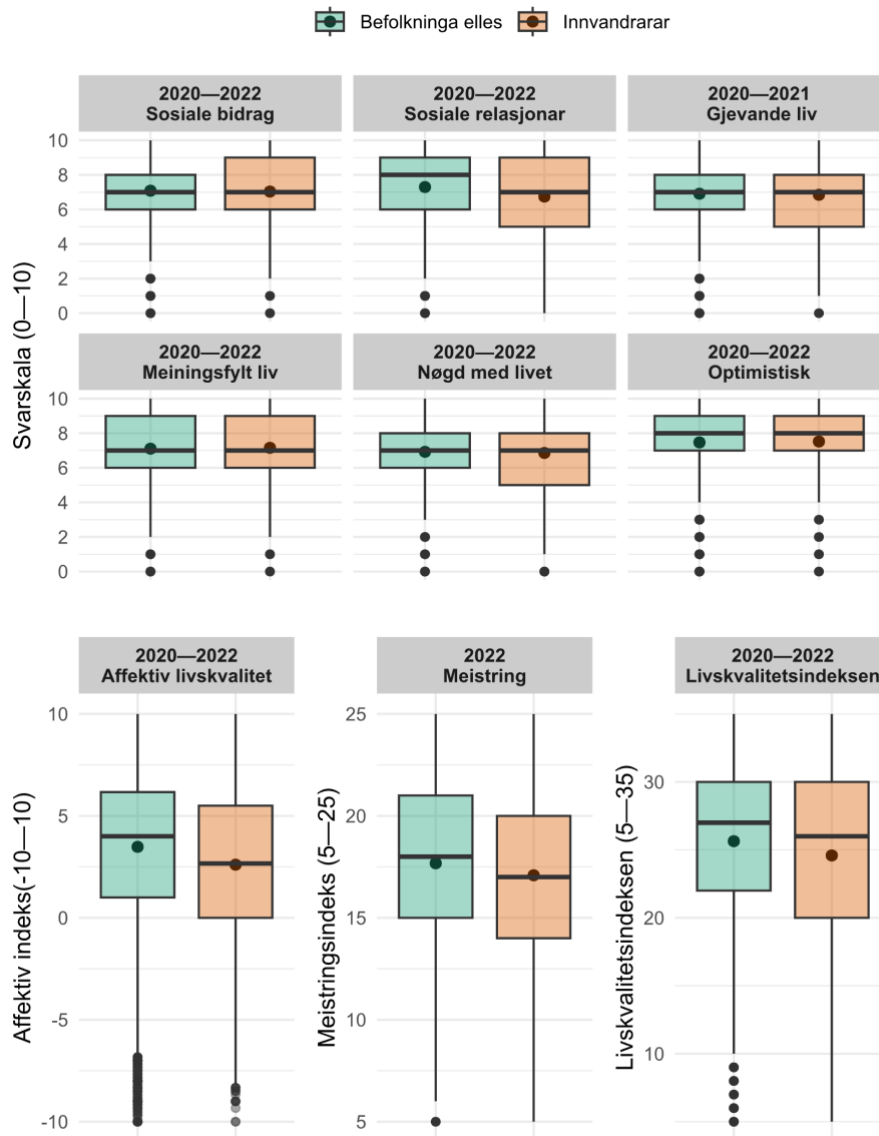 Befolkninga elles Innvandrarar
2020—2022 2020—2022 2020—2021
Sosiale bidrag Sosiale relasjonar Gjevande liv
10
8
6
4
2
0
2020—2022 2020—2022 2020—2022
Meiningsfylt liv Nøgd med livet Optimistisk
10
8
6
4
2
0
Svarskala (0—10)
2020—2022
Affektiv livskvalitet
10
5
0
-5
-10
Affektiv indeks(-10—10)
2022
Meistring
25
20
15
10
5
Meistringsindeks (5—25)
2020—2022
Livskvalitetsindeksen
30
20
10
Livskvalitetsindeksen (5—35)